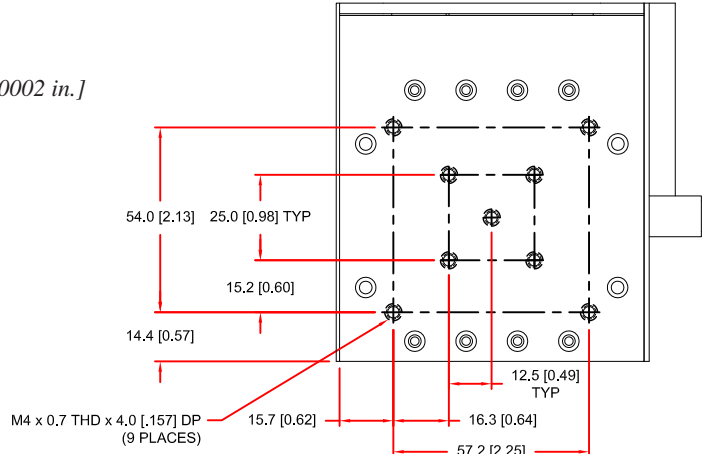 0002 in.]
54.0 [2.13]
25.0 [0.98] TYP
15.2 [0.60]
14.4 [0.57]
12.5 [0.49]
TYP
M4 x 0.7 THD x 4.0 [.157] DP
(9 PLACES)
15.7 [0.62]
16.3 [0.64]
57.2 [2.25]